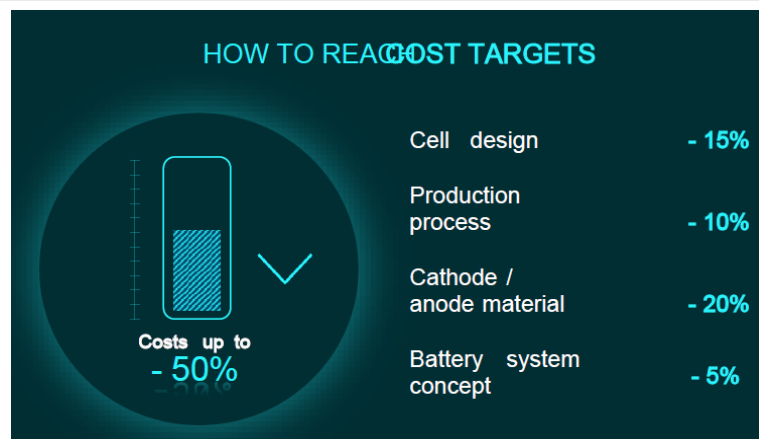 HOW TO REACH COST TARGETS
Cell design - 15%
Production
process - 10%
Cathode /
anode material - 20%
Battery system
concept - 5%
Costs up to
- 50%